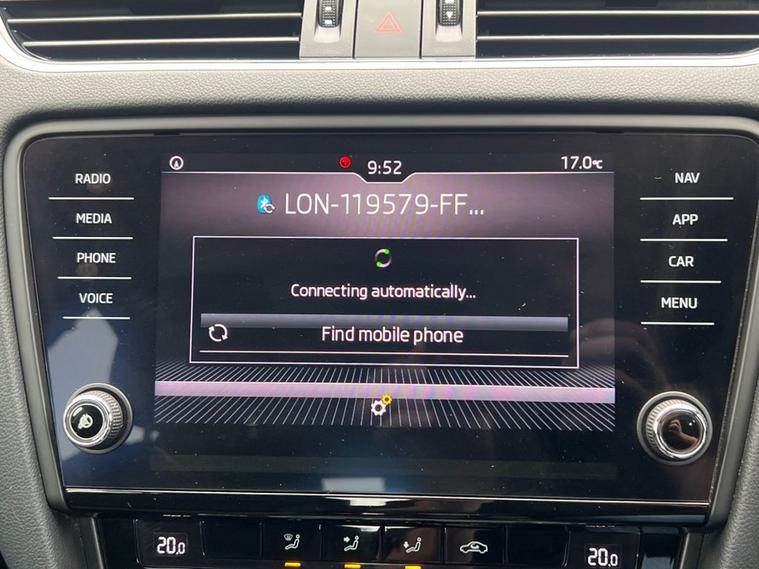 9:52
17.0°C
LON-119579-FF...
Connecting automatically...
Find mobile phone
RADIO
MEDIA
PHONE
VOICE
NAV
APP
CAR
MENU
20.0
20.0